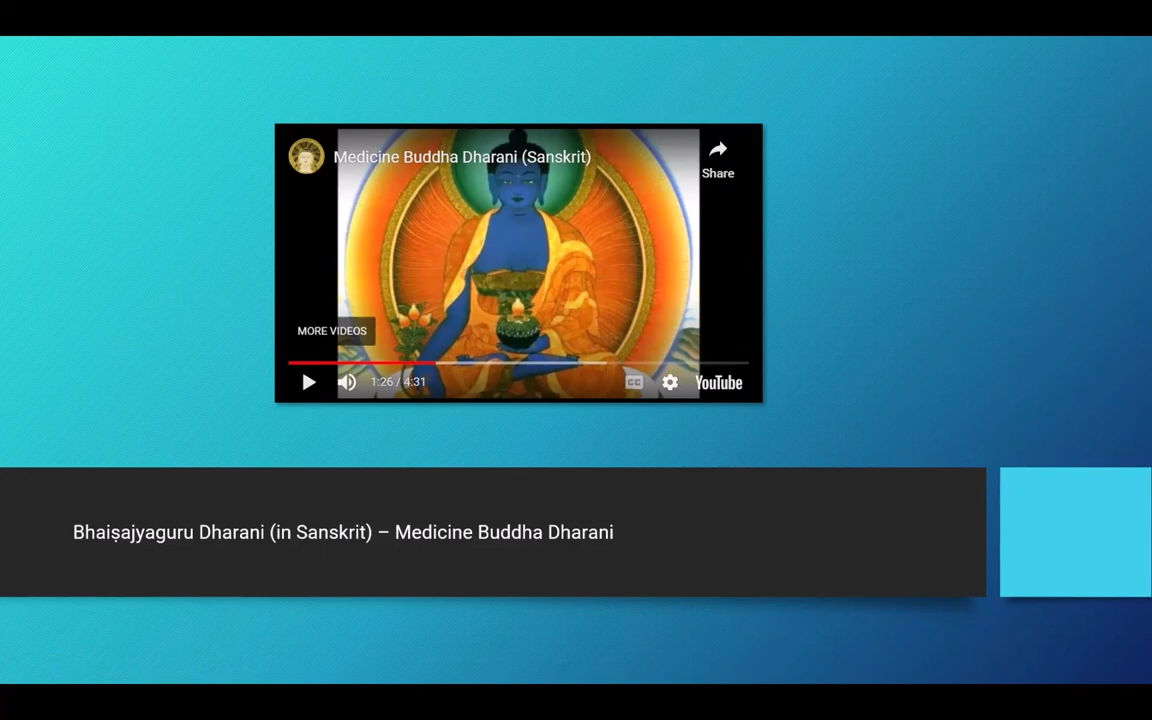 Medicine Buddha Dharani (Sanskrit)
Share
MORE VIDEOS
1:26 / 4:31
CC
YouTube
Bhaiṣajyaguru Dharani (in Sanskrit) – Medicine Buddha Dharani